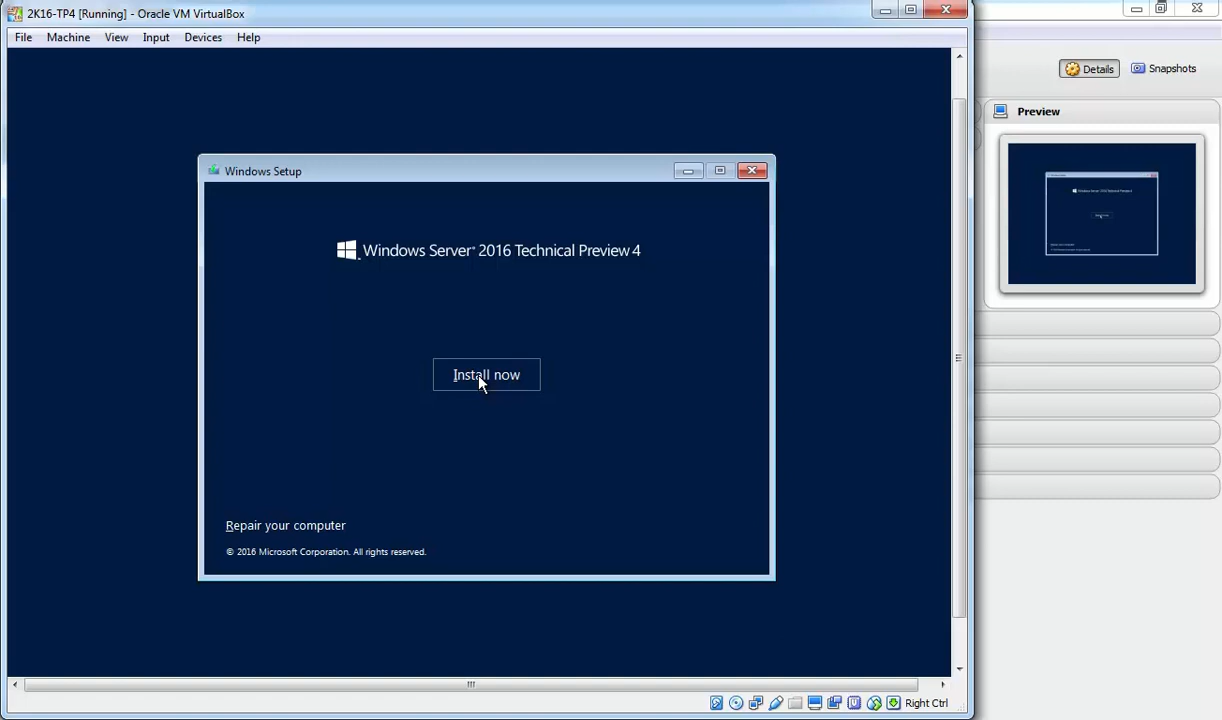 2K16-TP4 [Running] - Oracle VM VirtualBox
File Machine View Input Devices Help
Details Snapshots
Preview
Windows Setup
Windows Server® 2016 Technical Preview 4
Install now
Repair your computer
© 2016 Microsoft Corporation. All rights reserved.
Right Ctrl